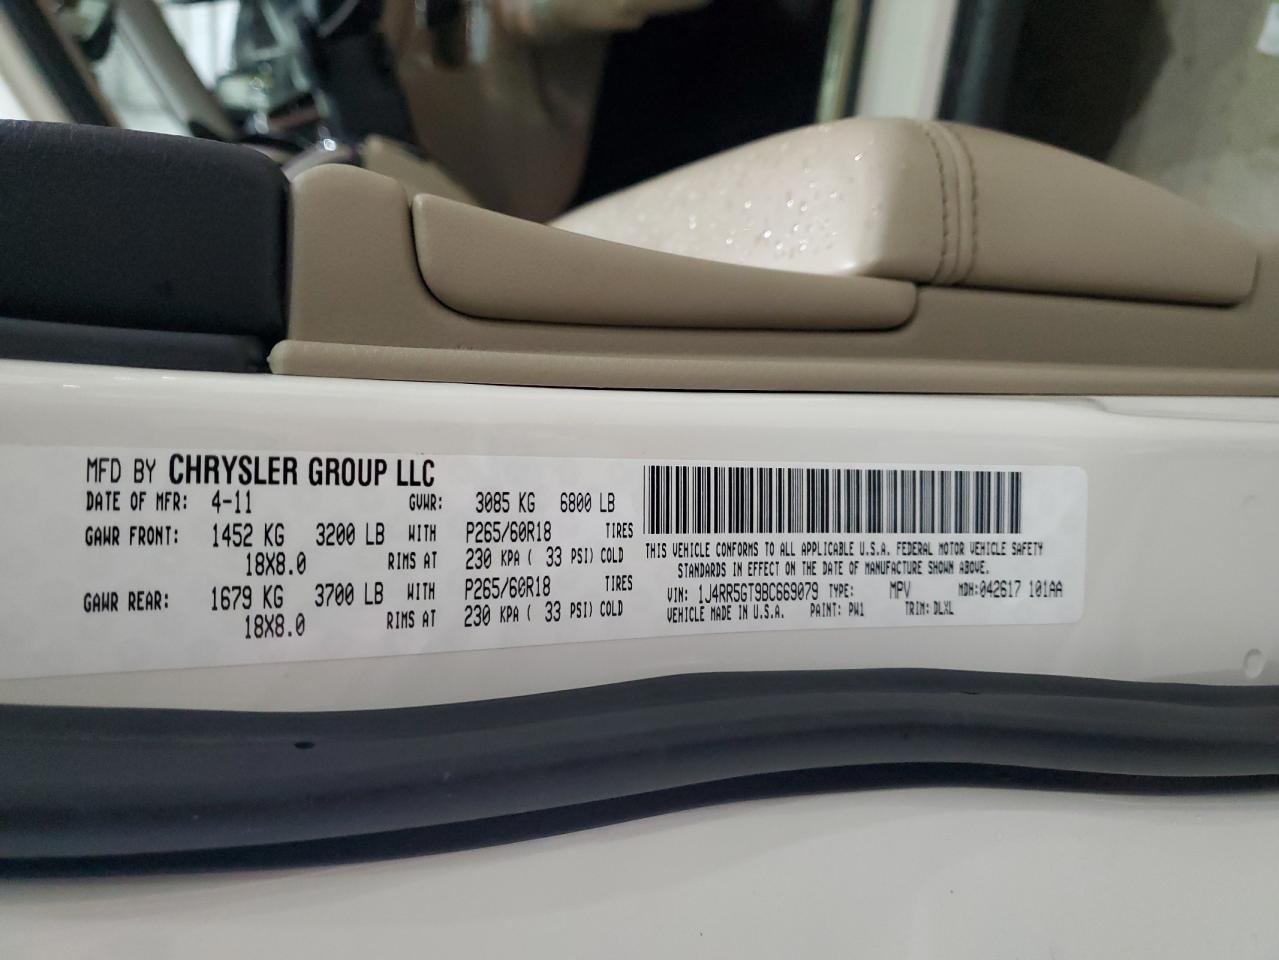 MFD BY CHRYSLER GROUP LLC
DATE OF MFR: 4-11 GVWR: 3085 KG 6800 LB
GAWR FRONT: 1452 KG 3200 LB WITH P265/60R18 TIRES
18X8.0 RIMS AT 230 KPA ( 33 PSI) COLD
GAWR REAR: 1679 KG 3700 LB WITH P265/60R18 TIRES
18X8.0 RIMS AT 230 KPA ( 33 PSI) COLD
THIS VEHICLE CONFORMS TO ALL APPLICABLE U.S.A. FEDERAL MOTOR VEHICLE SAFETY
STANDARDS IN EFFECT ON THE DATE OF MANUFACTURE SHOWN ABOVE.
VIN: 1J4RR5GT9BC669079 TYPE: MPV MDH: 042617 101AA
VEHICLE MADE IN U.S.A. PAINT: PW1 TRIM: DLXL